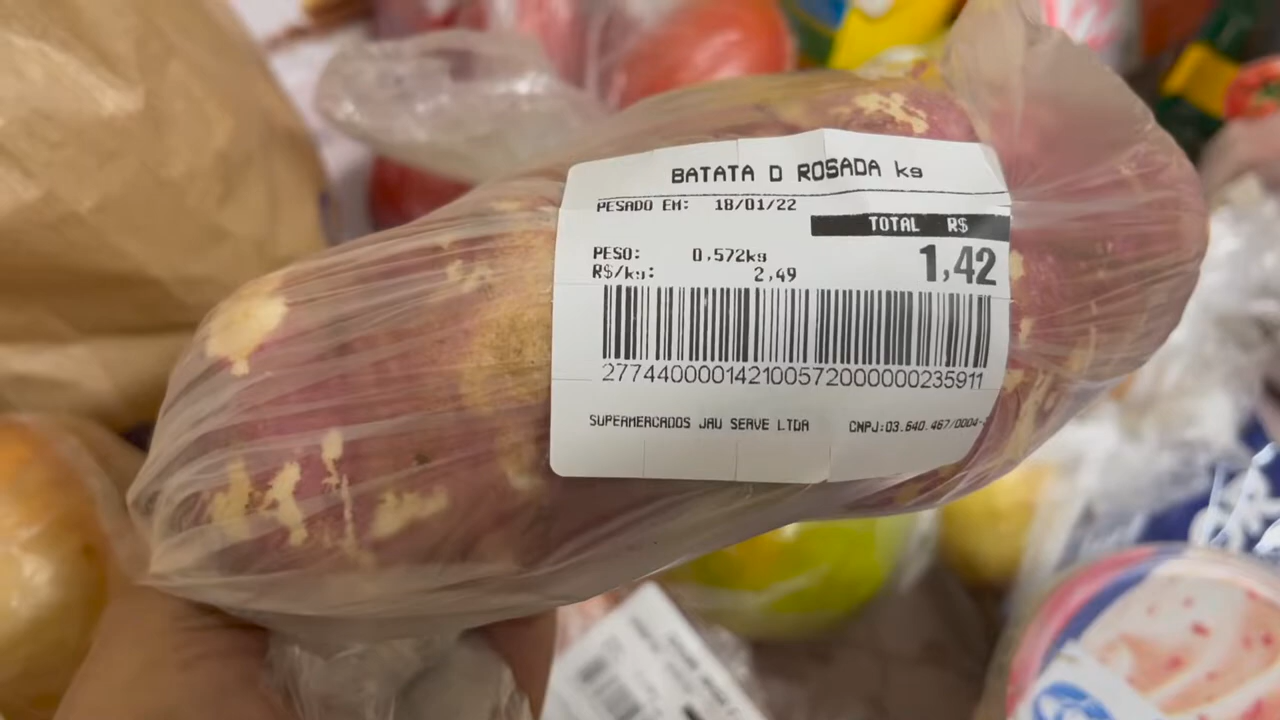 BATATA D ROSADA kg
PESADO EM: 18/01/22
TOTAL R$
PESO: 0,572kg
1,42
R$/kg: 2,49
2774400001421005720000000235911
SUPERMERCADOS JAU SERVE LTDA CNPJ:03.640.467/0004-